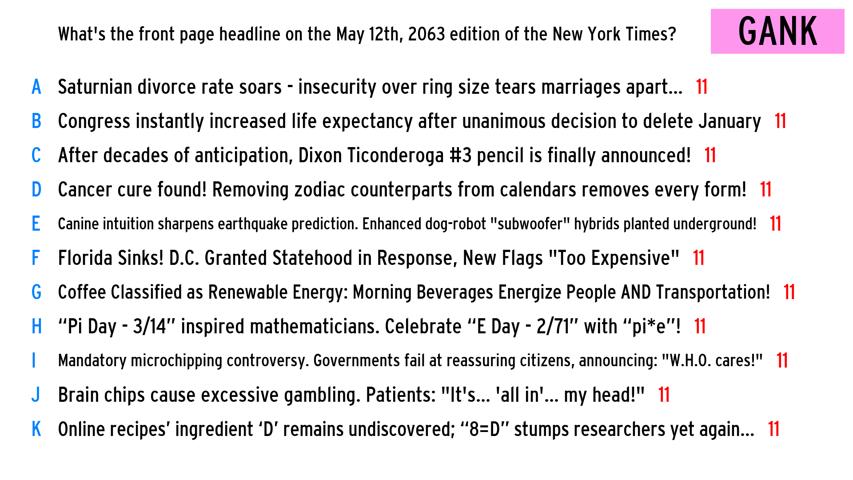 What's the front page headline on the May 12th, 2063 edition of the New York Times?
GANK
A Saturnian divorce rate soars - insecurity over ring size tears marriages apart... 11
B Congress instantly increased life expectancy after unanimous decision to delete January 11
C After decades of anticipation, Dixon Ticonderoga #3 pencil is finally announced! 11
D Cancer cure found! Removing zodiac counterparts from calendars removes every form! 11
E Canine intuition sharpens earthquake prediction. Enhanced dog-robot "subwoofer" hybrids planted underground! 11
F Florida Sinks! D.C. Granted Statehood in Response, New Flags "Too Expensive" 11
G Coffee Classified as Renewable Energy: Morning Beverages Energize People AND Transportation! 11
H “Pi Day - 3/14” inspired mathematicians. Celebrate “E Day - 2/71” with “pi*e”! 11
I Mandatory microchipping controversy. Governments fail at reassuring citizens, announcing: "W.H.O. cares!" 11
J Brain chips cause excessive gambling. Patients: "It's... 'all in'... my head!" 11
K Online recipes’ ingredient ‘D’ remains undiscovered; “8=D” stumps researchers yet again... 11